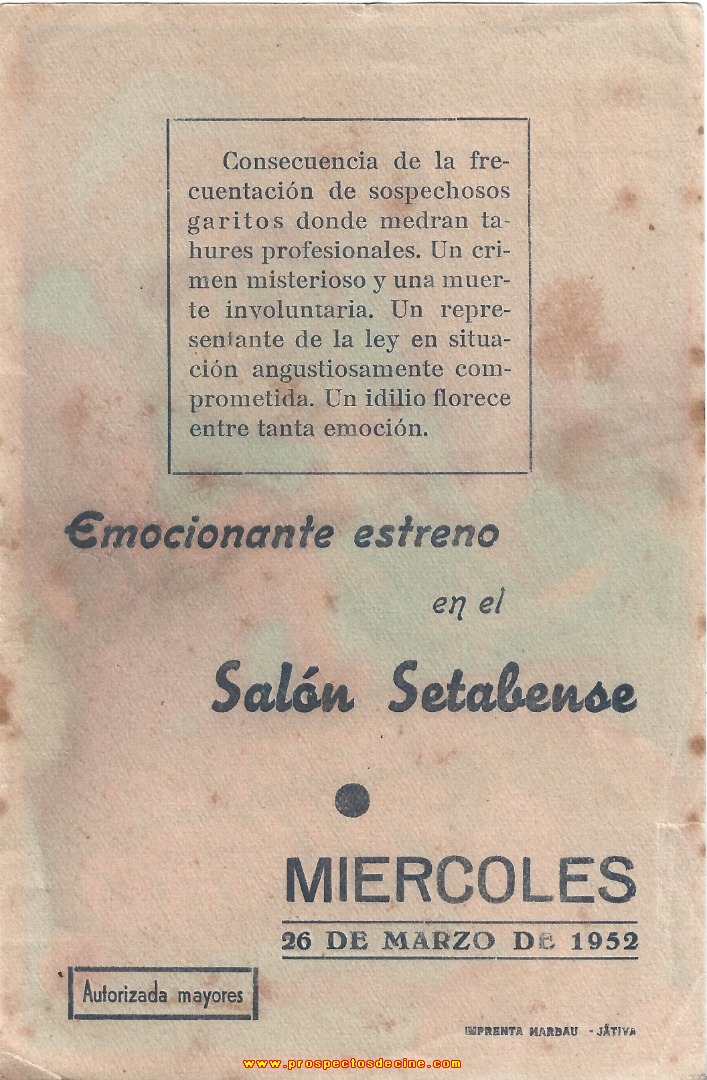 Consecuencia de la fre-
cuentación de sospechosos
garitos donde medran ta-
hures profesionales. Un cri-
men misterioso y una muer-
te involuntaria. Un repre-
sentante de la ley en situa-
ción angustiosamente com-
prometida. Un idilio florece
entre tanta emoción.
Emocionante estreno
en el
Salón Setabense
MIERCOLES
26 DE MARZO DE 1952
Autorizada mayores
IMPRENTA MARBAU - JÁTIVA
www.prospectosdecine.com